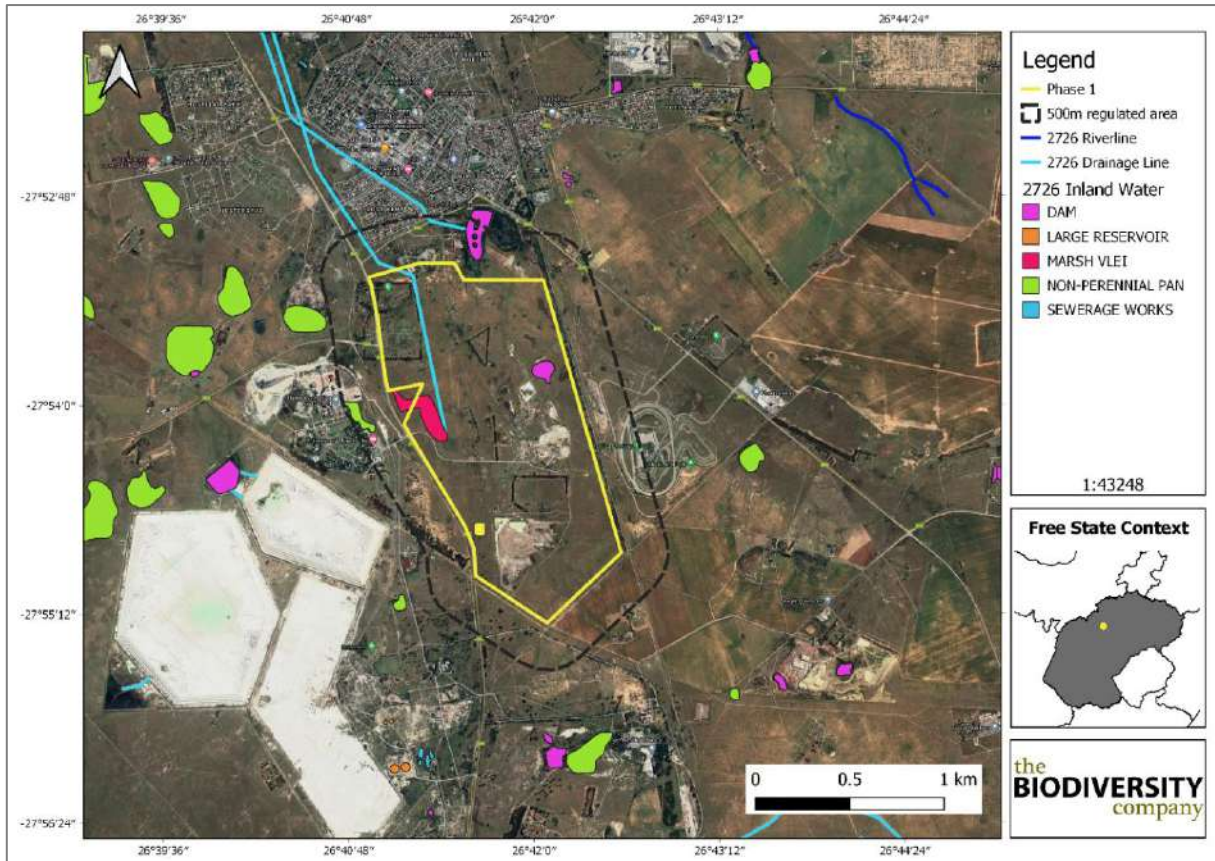 26°39'36"
26°40'48"
26°42'0"
26°43'12"
26°44'24"
-27°52'48"
-27°54'0"
-27°55'12"
-27°56'24"
Legend
Phase 1
500m regulated area
2726 Riverline
2726 Drainage Line
2726 Inland Water
DAM
LARGE RESERVOIR
MARSH VLEI
NON-PERENNIAL PAN
SEWERAGE WORKS
1:43248
Free State Context
0 0.5 1 km
the
BIODIVERSITY
company
26°39'36"
26°40'48"
26°42'0"
26°43'12"
26°44'24"